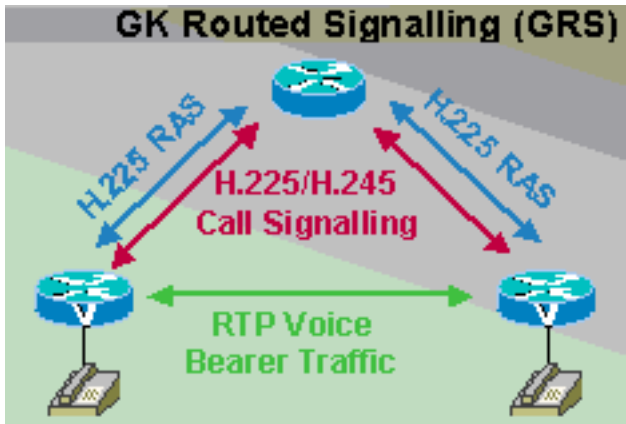 GK Routed Signalling (GRS)
H.225 RAS
H.225 RAS
H.225/H.245
Call Signalling
V
V
RTP Voice
Bearer Traffic